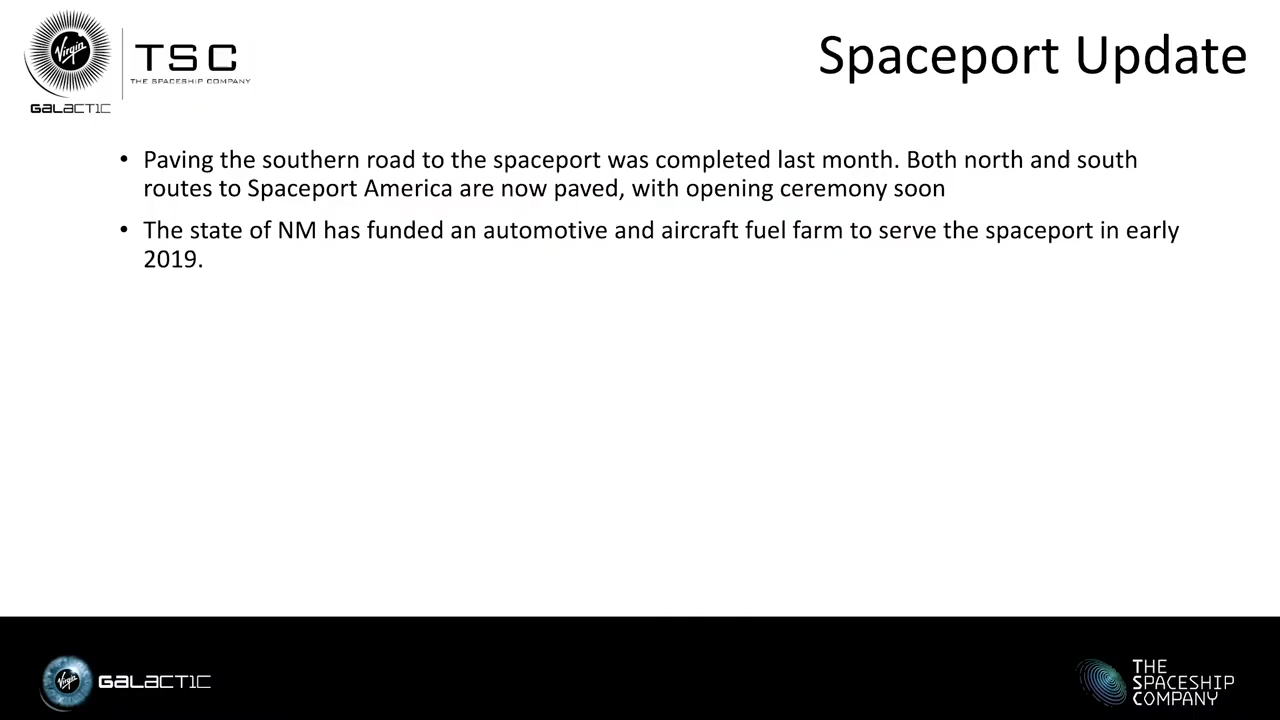 Virgin
GALACTIC
TSC
THE SPACESHIP COMPANY
Spaceport Update
• Paving the southern road to the spaceport was completed last month. Both north and south
routes to Spaceport America are now paved, with opening ceremony soon
• The state of NM has funded an automotive and aircraft fuel farm to serve the spaceport in early
2019.
Virgin
GALACTIC
THE
SPACESHIP
COMPANY